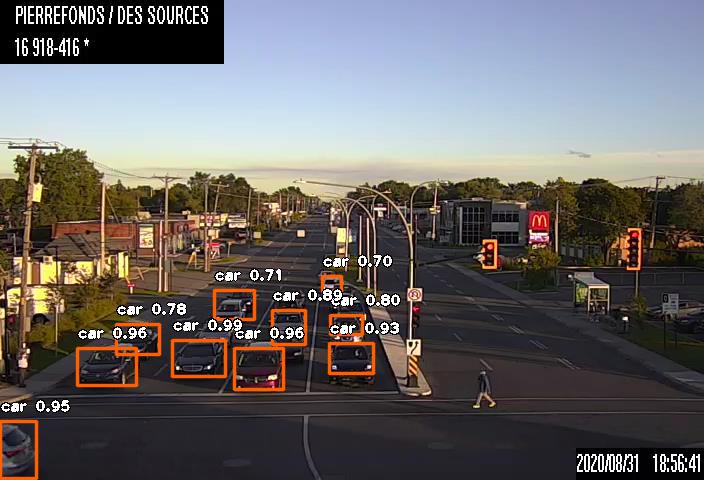 PIERREFONDS / DES SOURCES
16 918-416 *
car 0.70
car 0.71
car 0.89
car 0.80
car 0.78
car 0.99
car 0.96
car 0.96
car 0.93
car 0.95
2020/08/31 18:56:41